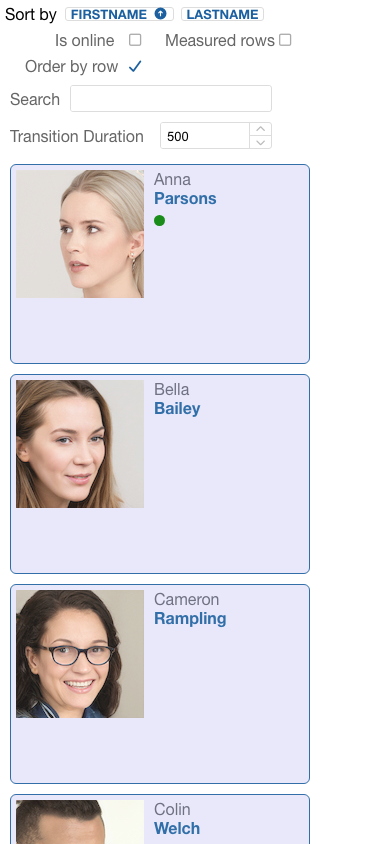 Sort by FIRSTNAME LASTNAME
Is online Measured rows
Order by row
Search
Transition Duration 500
Anna
Parsons
Bella
Bailey
Cameron
Rampling
Colin
Welch